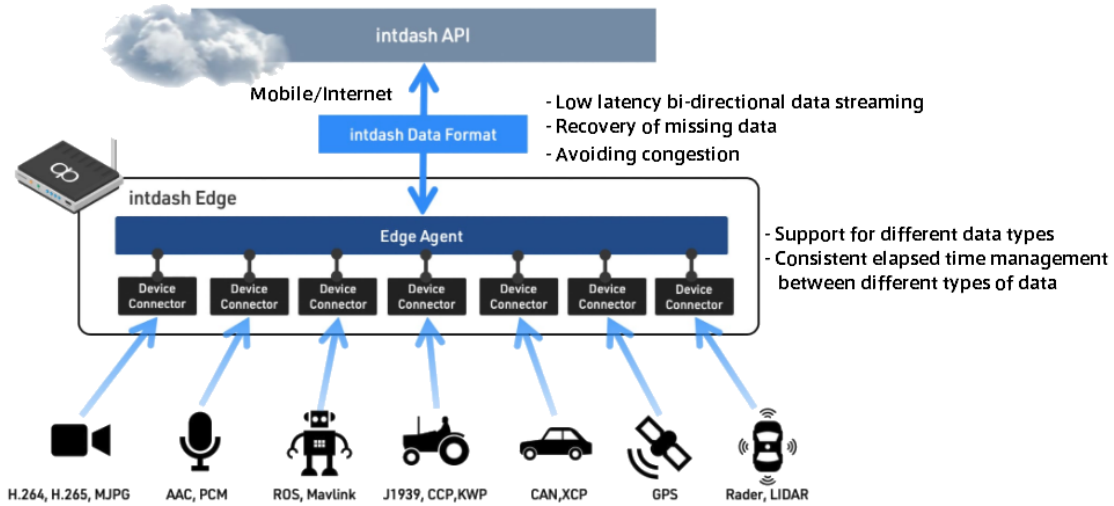 intdash API
Mobile/Internet
- Low latency bi-directional data streaming
intdash Data Format
- Recovery of missing data
- Avoiding congestion
intdash Edge
Edge Agent
- Support for different data types
- Consistent elapsed time management
between different types of data
Device
Connector
Device
Connector
Device
Connector
Device
Connector
Device
Connector
Device
Connector
Device
Connector
H.264, H.265, MJPG
AAC, PCM
ROS, Mavlink
J1939, CCP,KWP
CAN,XCP
GPS
Rader, LIDAR